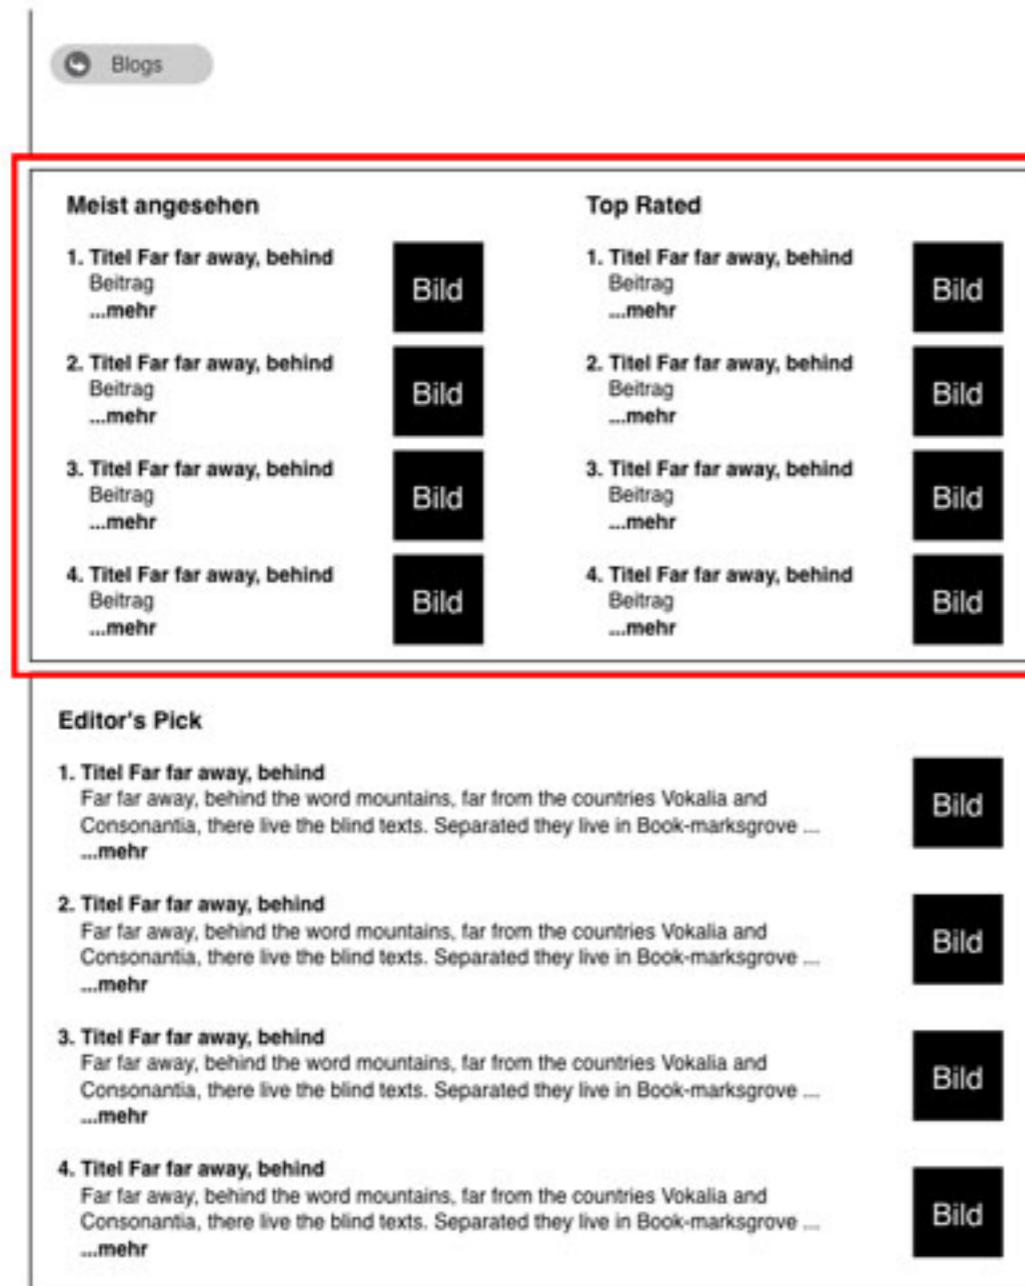 Blogs
Meist angesehen
1. Titel Far far away, behind
Beitrag
...mehr
Bild
2. Titel Far far away, behind
Beitrag
...mehr
Bild
3. Titel Far far away, behind
Beitrag
...mehr
Bild
4. Titel Far far away, behind
Beitrag
...mehr
Bild
Top Rated
1. Titel Far far away, behind
Beitrag
...mehr
Bild
2. Titel Far far away, behind
Beitrag
...mehr
Bild
3. Titel Far far away, behind
Beitrag
...mehr
Bild
4. Titel Far far away, behind
Beitrag
...mehr
Bild
Editor's Pick
1. Titel Far far away, behind
Far far away, behind the word mountains, far from the countries Vokalia and
Consonantia, there live the blind texts. Separated they live in Book-marksgrove ...
...mehr
Bild
2. Titel Far far away, behind
Far far away, behind the word mountains, far from the countries Vokalia and
Consonantia, there live the blind texts. Separated they live in Book-marksgrove ...
...mehr
Bild
3. Titel Far far away, behind
Far far away, behind the word mountains, far from the countries Vokalia and
Consonantia, there live the blind texts. Separated they live in Book-marksgrove ...
...mehr
Bild
4. Titel Far far away, behind
Far far away, behind the word mountains, far from the countries Vokalia and
Consonantia, there live the blind texts. Separated they live in Book-marksgrove ...
...mehr
Bild